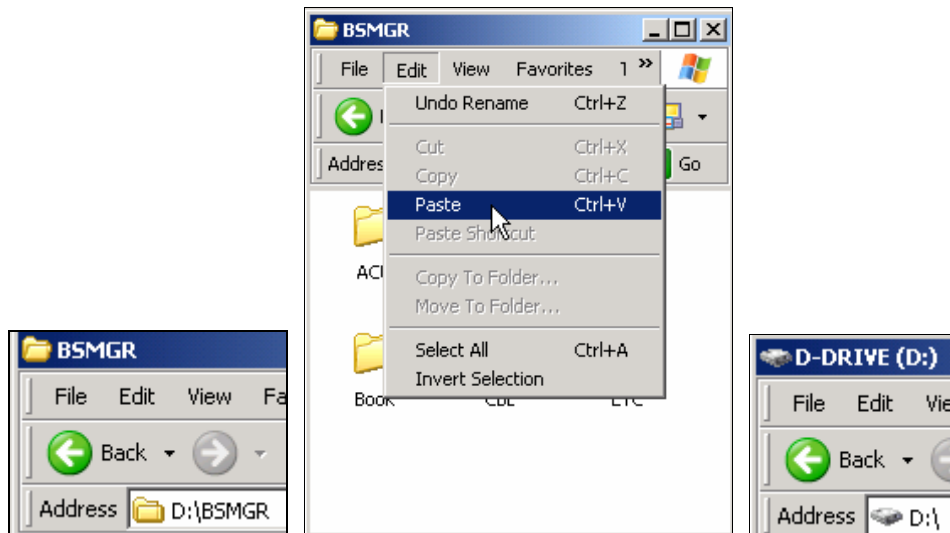 BSMGR
File Edit View Favorites
Undo Rename Ctrl+Z
Cut Ctrl+X
Copy Ctrl+C
Go
Paste Ctrl+V
Paste Shortcut
Copy To Folder...
Move To Folder...
Select All Ctrl+A
Invert Selection
Book
BSMGR
File Edit View
Back
Address D:\BSMGR
D-DRIVE (D:)
File Edit
Back
Address D:\